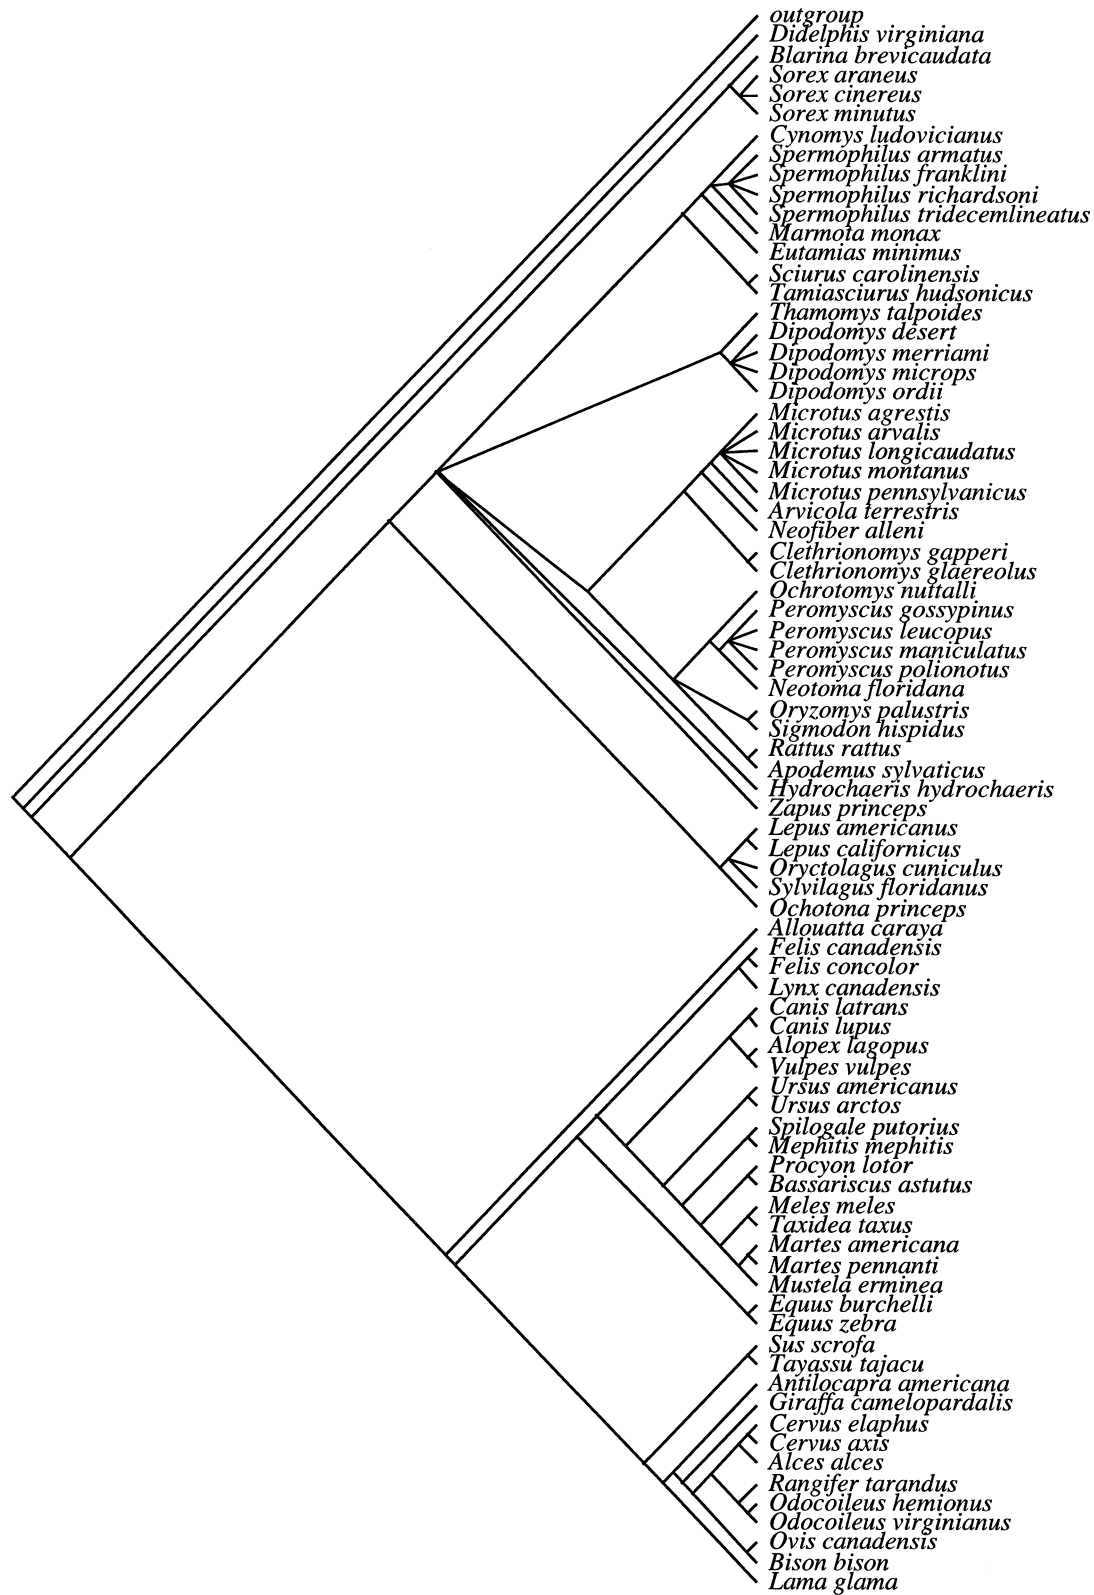 outgroup
Didelphis virginiana
Blarina brevicaudata
Sorex araneus
Sorex cinereus
Sorex minutus
Cynomys ludovicianus
Spermophilus armatus
Spermophilus franklini
Spermophilus richardsoni
Spermophilus tridecemlineatus
Marmota monax
Eutamias minimus
Sciurus carolinensis
Tamiasciurus hudsonicus
Thamomys talpoides
Dipodomys desert
Dipodomys merriami
Dipodomys microps
Dipodomys ordii
Microtus agrestis
Microtus arvalis
Microtus longicaudatus
Microtus montanus
Microtus pennsylvanicus
Arvicola terrestris
Neofiber alleni
Clethrionomys gapperi
Clethrionomys glaereolus
Ochrotomys nuttalli
Peromyscus gossypinus
Peromyscus leucopus
Peromyscus maniculatus
Peromyscus polionotus
Neotoma floridana
Oryzomys palustris
Sigmodon hispidus
Rattus rattus
Apodemus sylvaticus
Hydrochaeris hydrochaeris
Zapus princeps
Lepus americanus
Lepus californicus
Oryctolagus cuniculus
Sylvilagus floridanus
Ochotona princeps
Allouatta caraya
Felis canadensis
Felis concolor
Lynx canadensis
Canis latrans
Canis lupus
Alopex lagopus
Vulpes vulpes
Ursus americanus
Ursus arctos
Spilogale putorius
Mephitis mephitis
Procyon lotor
Bassariscus astutus
Meles meles
Taxidea taxus
Martes americana
Martes pennanti
Mustela erminea
Equus burchelli
Equus zebra
Sus scrofa
Tayassu tajacu
Antilocapra americana
Giraffa camelopardalis
Cervus elaphus
Cervus axis
Alces alces
Rangifer tarandus
Odocoileus hemionus
Odocoileus virginianus
Ovis canadensis
Bison bison
Lama glama